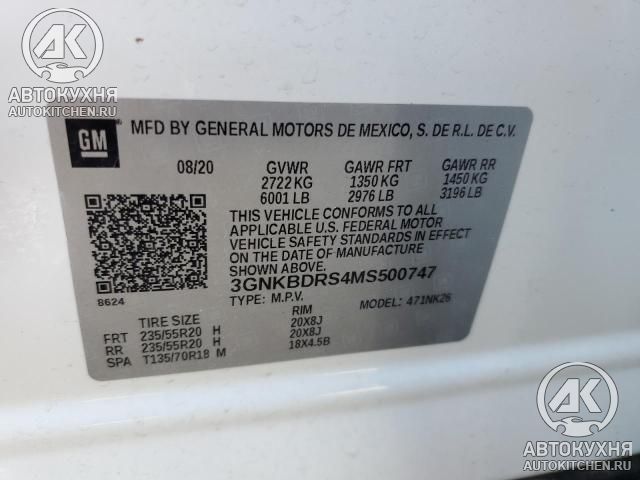 АК
АВТОКУХНЯ
AUTOKITCHEN.RU
GM
MFD BY GENERAL MOTORS DE MEXICO, S. DE R.L. DE C.V.
08/20 GVWR GAWR FRT GAWR RR
2722 KG 1350 KG 1450 KG
6001 LB 2976 LB 3196 LB
THIS VEHICLE CONFORMS TO ALL
APPLICABLE U.S. FEDERAL MOTOR
VEHICLE SAFETY STANDARDS IN EFFECT
ON THE DATE OF MANUFACTURE
SHOWN ABOVE.
3GNKBDRS4MS500747
8624
TYPE: M.P.V. MODEL: 471NK26
TIRE SIZE RIM
FRT 235/55R20 H 20X8J
RR 235/55R20 H 20X8J
SPA T135/70R18 M 18X4.5B
АК
АВТОКУХНЯ
AUTOKITCHEN.RU